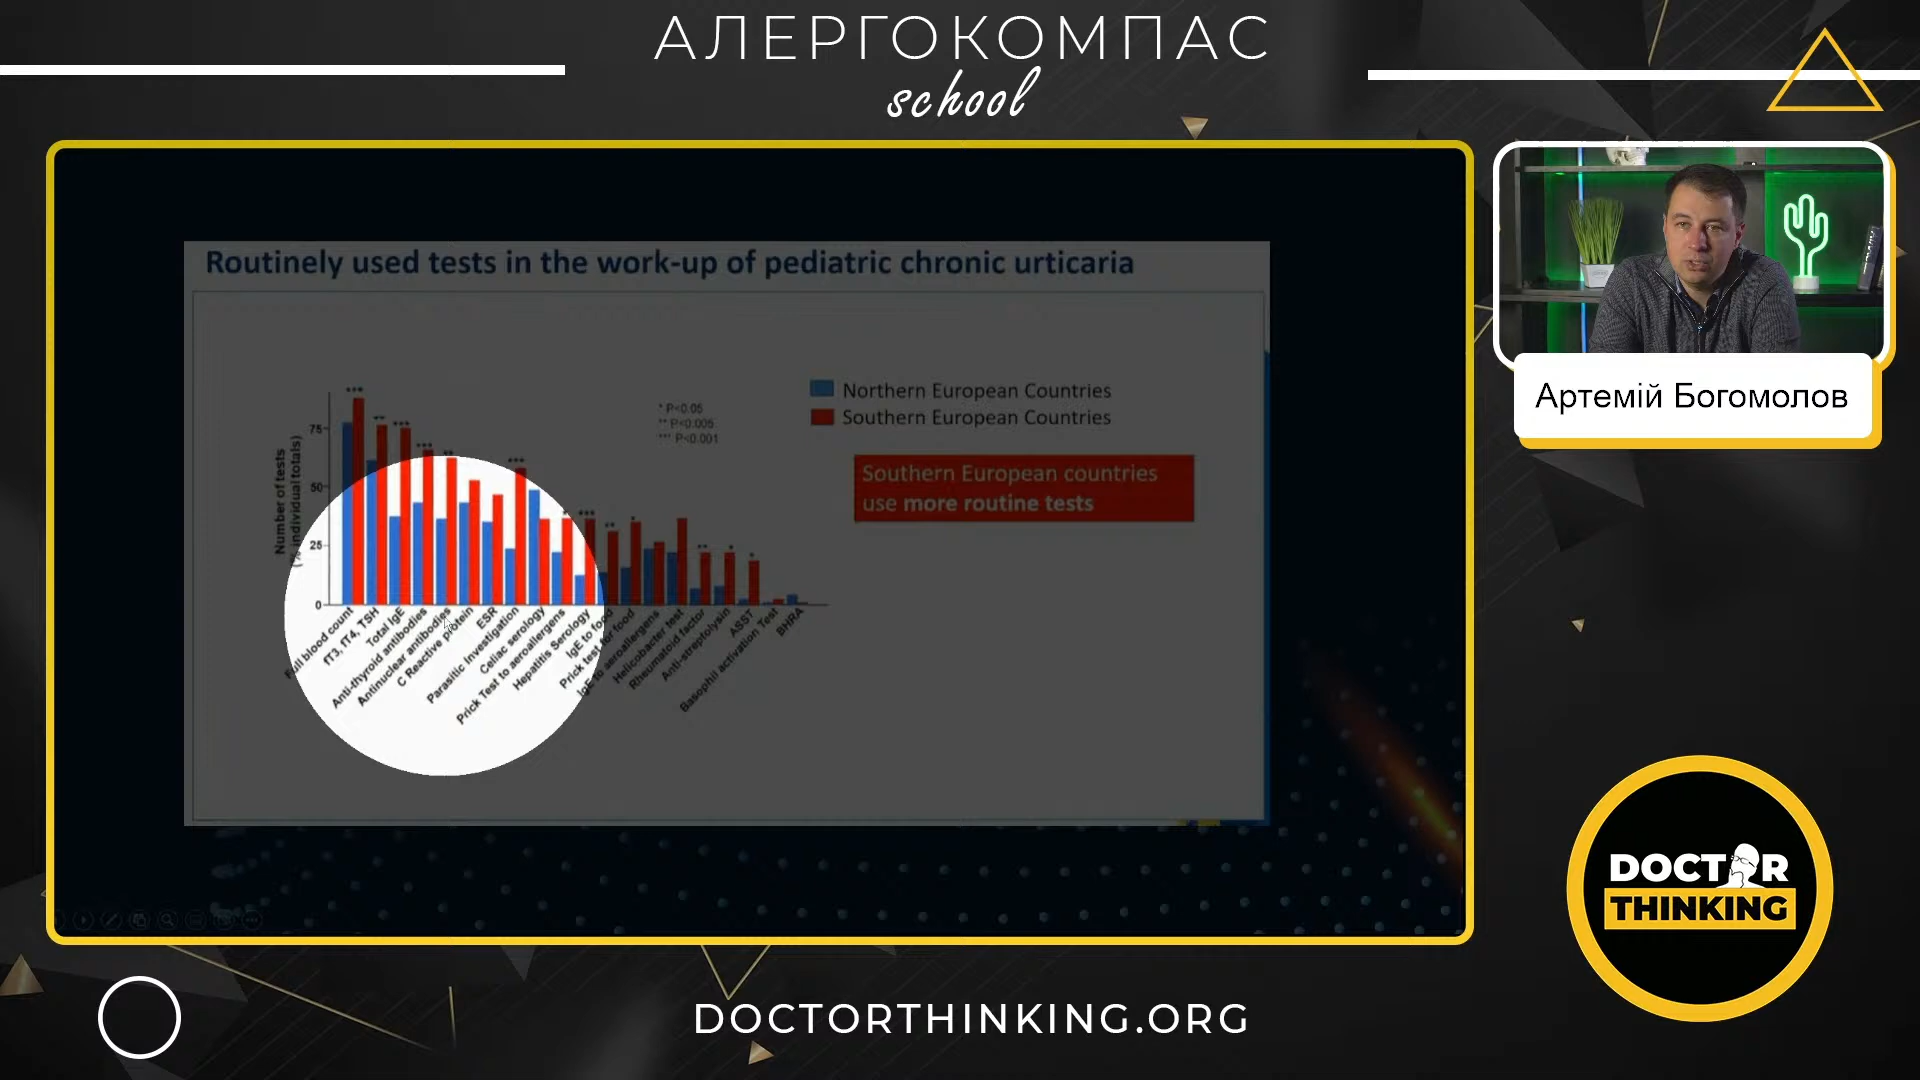 АЛЕРГОКОМПАС
school
Routinely used tests in the work-up of pediatric chronic urticaria
Northern European Countries
Southern European Countries
* P<0.05
** P<0.005
*** P<0.001
Southern European countries
use more routine tests
Number of tests
(% individual totals)
75
50
25
0
Full blood count
fT3, fT4, TSH
Total IgE
Anti-thyroid antibodies
Antinuclear antibodies
C Reactive protein
ESR
Parasitic Investigation
Celiac serology
Prick Test to aeroallergens
Hepatitis Serology
IgE to food
Prick test for food
IgE to aeroallergens
Helicobacter test
Rheumatoid factor
Anti-streptolysin
ASST
Basophil activation Test
BHRA
Артемій Богомолов
DOCTOR
THINKING
DOCTORTHINKING.ORG